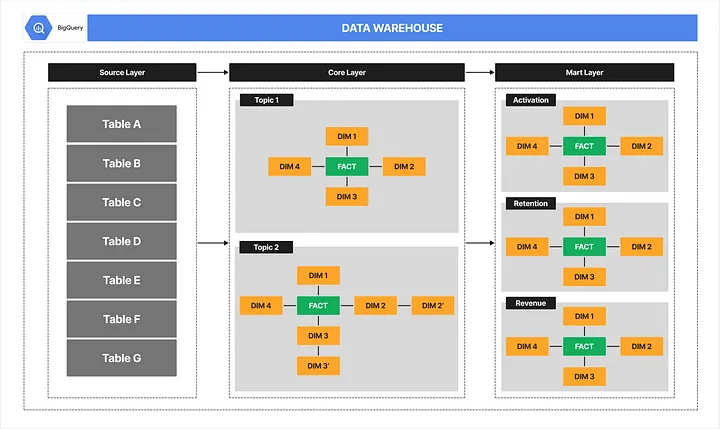 BigQuery
DATA WAREHOUSE
Source Layer
Core Layer
Mart Layer
Table A
Table B
Table C
Table D
Table E
Table F
Table G
Topic 1
DIM 1
DIM 4 FACT DIM 2
DIM 3
Topic 2
DIM 1
DIM 4 FACT DIM 2 DIM 2'
DIM 3
DIM 3'
Activation
DIM 1
DIM 4 FACT DIM 2
DIM 3
Retention
DIM 1
DIM 4 FACT DIM 2
DIM 3
Revenue
DIM 1
DIM 4 FACT DIM 2
DIM 3